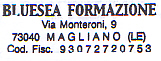 BLUESEA FORMAZIONE
Via Monteroni, 9
73040 MAGLIANO (LE)
Cod. Fisc. 93072720753